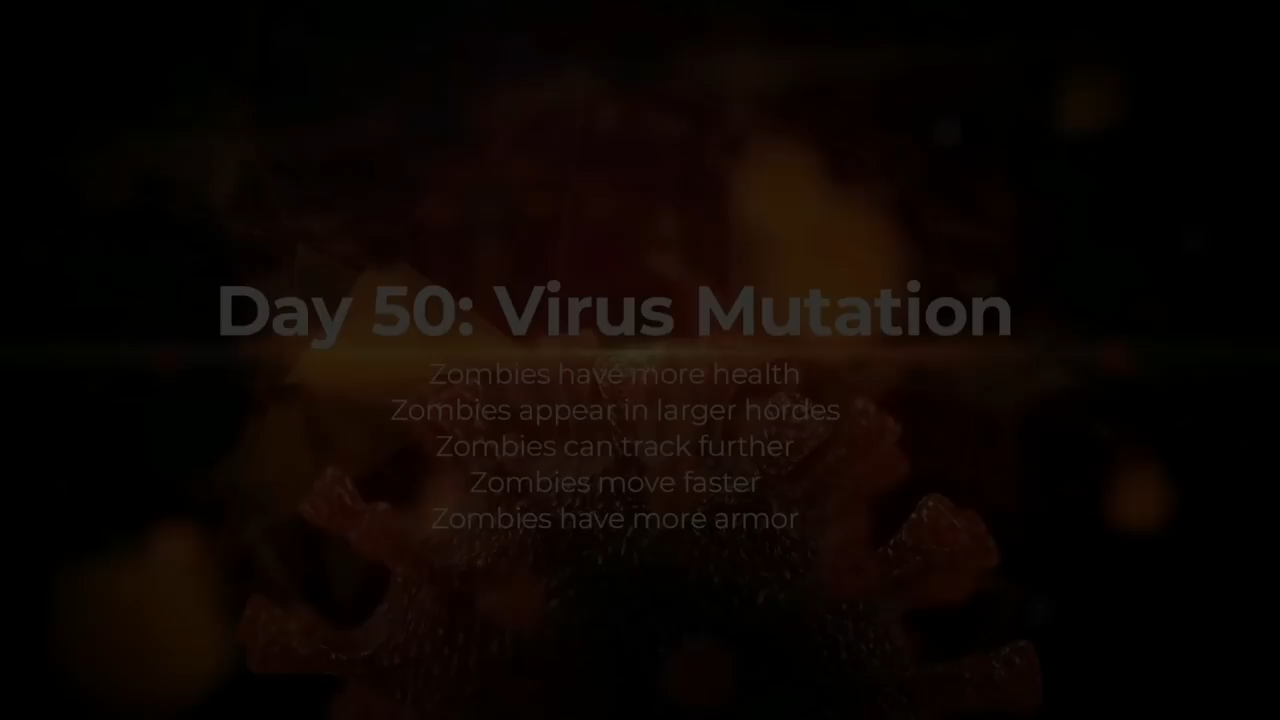 Day 50: Virus Mutation
Zombies have more health
Zombies appear in larger hordes
Zombies can track further
Zombies move faster
Zombies have more armor